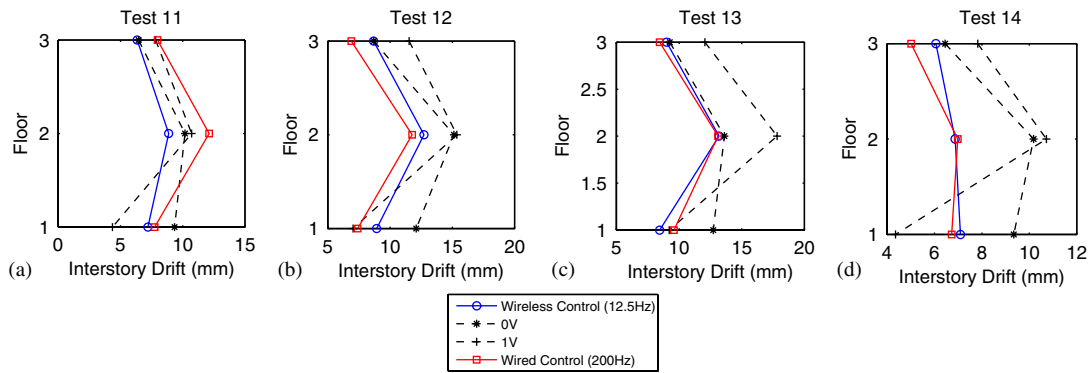 Test 11
3
2
1
Floor
0 5 10 15
Interstory Drift (mm)
(a)
Test 12
3
2
1
Floor
5 10 15 20
Interstory Drift (mm)
(b)
Test 13
3
2.5
2
1.5
1
Floor
5 10 15 20
Interstory Drift (mm)
(c)
Test 14
3
2
1
Floor
4 6 8 10 12
Interstory Drift (mm)
(d)
Wireless Control (12.5Hz)
0V
1V
Wired Control (200Hz)